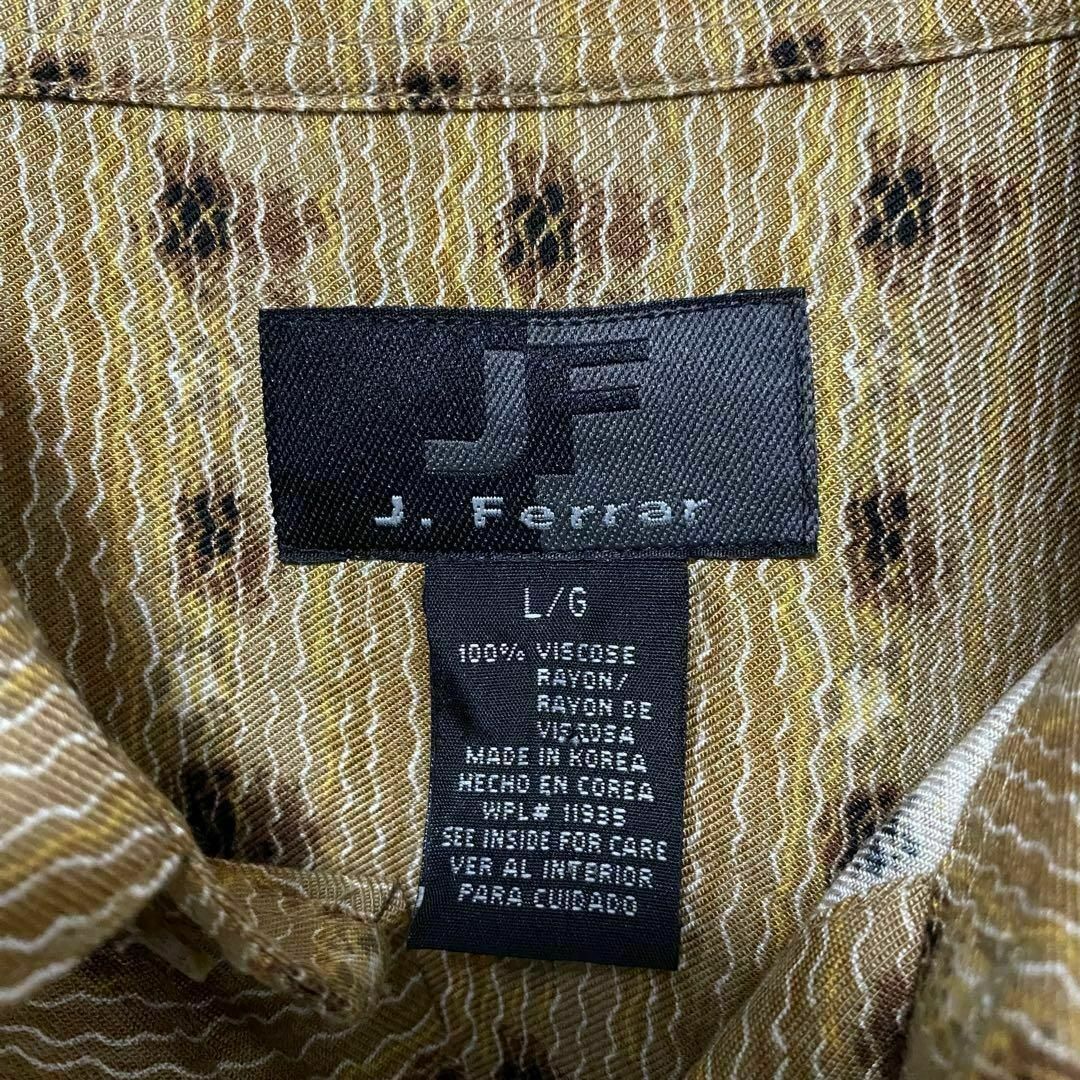 JF
J. Ferrar
L/G
100% VISCOSE
RAYON/
RAYON DE
VISCOSA
MADE IN KOREA
HECHO EN COREA
WPL# 11935
SEE INSIDE FOR CARE
VER AL INTERIOR
PARA CUIDADO